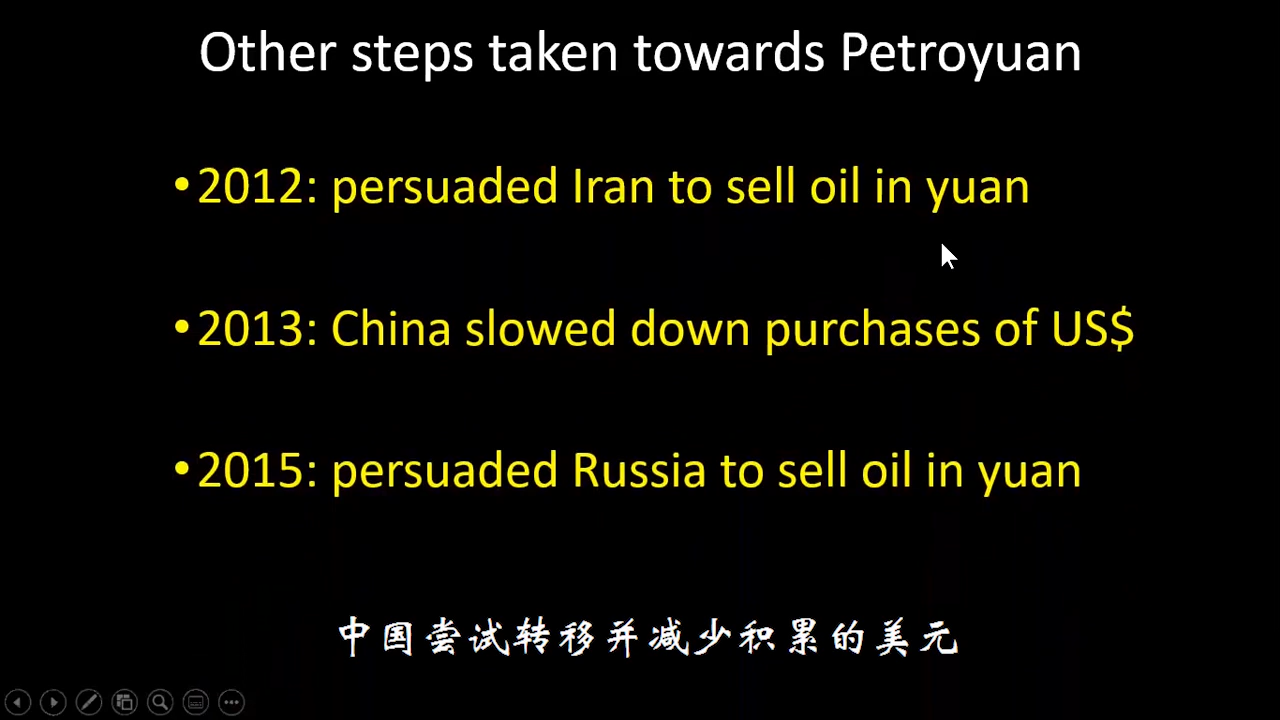 Other steps taken towards Petroyuan
•2012: persuaded Iran to sell oil in yuan
•2013: China slowed down purchases of US$
•2015: persuaded Russia to sell oil in yuan
中国尝试转移并减少积累的美元